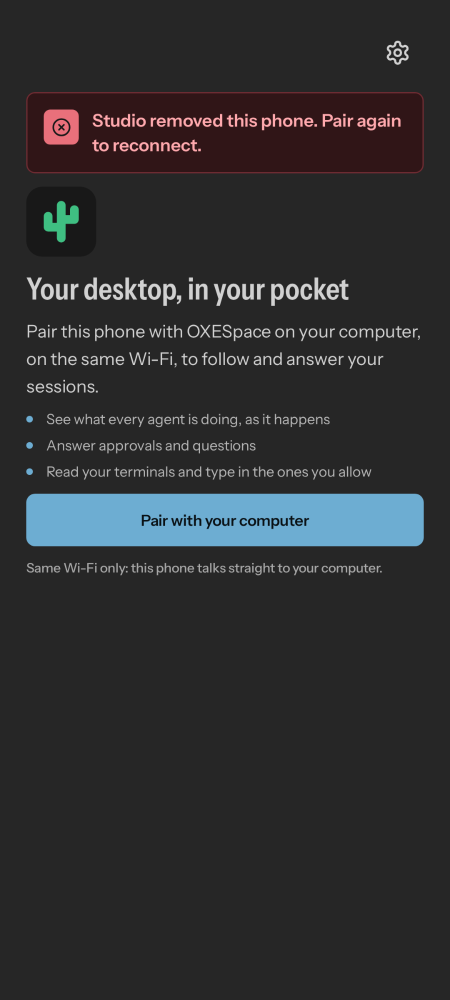 Studio removed this phone. Pair again
to reconnect.
Your desktop, in your pocket
Pair this phone with OXESpace on your computer,
on the same Wi-Fi, to follow and answer your
sessions.
See what every agent is doing, as it happens
Answer approvals and questions
Read your terminals and type in the ones you allow
Pair with your computer
Same Wi-Fi only: this phone talks straight to your computer.